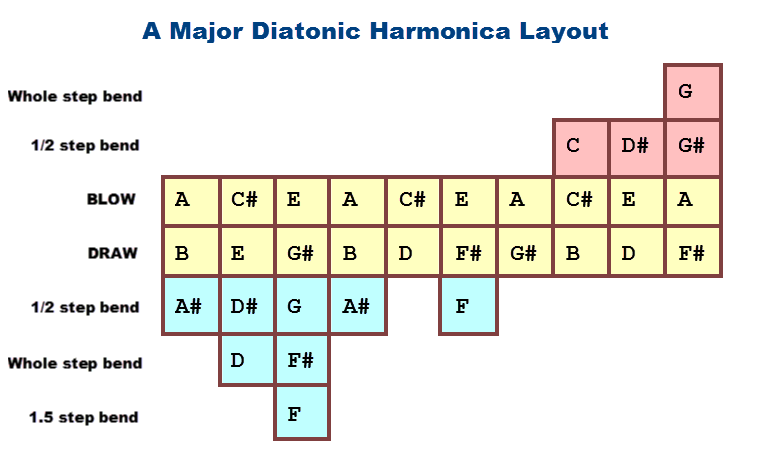 A Major Diatonic Harmonica Layout
Whole step bend G
1/2 step bend C D# G#
BLOW A C# E A C# E A C# E A
DRAW B E G# B D F# G# B D F#
1/2 step bend A# D# G A# F
Whole step bend D F#
1.5 step bend F